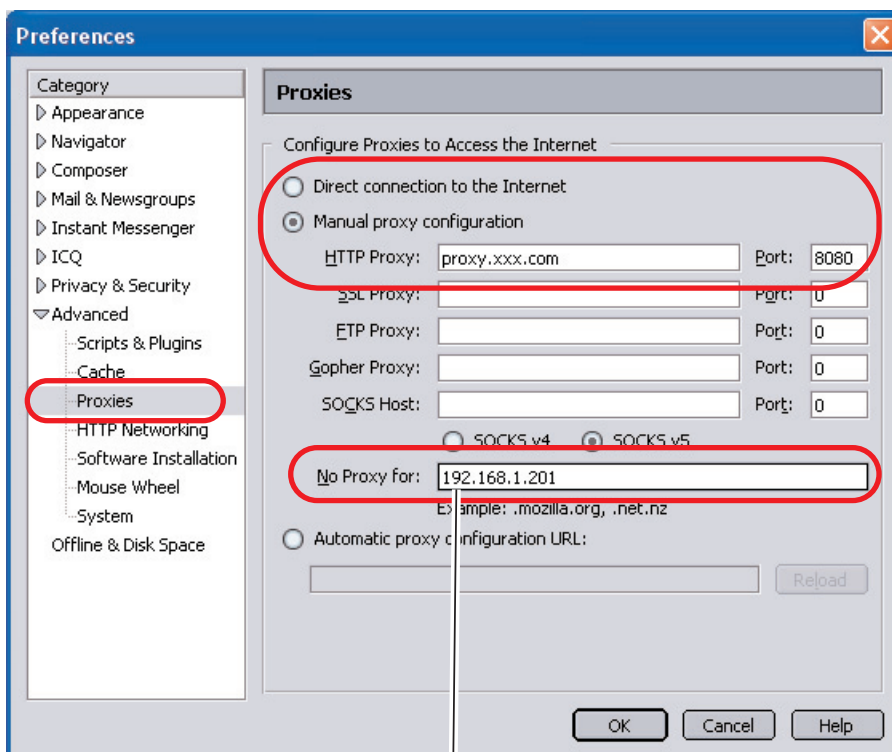 Preferences
Category
Appearance
Navigator
Composer
Mail & Newsgroups
Instant Messenger
ICQ
Privacy & Security
Advanced
Scripts & Plugins
Cache
Proxies
HTTP Networking
Software Installation
Mouse Wheel
System
Offline & Disk Space
Proxies
Configure Proxies to Access the Internet
Direct connection to the Internet
Manual proxy configuration
HTTP Proxy: proxy.xxx.com Port: 8080
SSL Proxy: Port: 0
FTP Proxy: Port: 0
Gopher Proxy: Port: 0
SOCKS Host: Port: 0
SOCKS v4 SOCKS v5
No Proxy for: 192.168.1.201
Example: .mozilla.org, .net.nz
Automatic proxy configuration URL:
Reload
OK Cancel Help